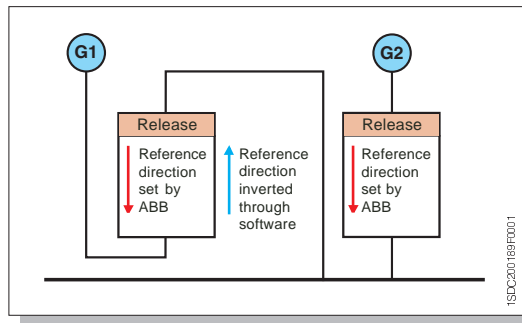 G1
G2
Release
Reference
direction
set by
ABB
Reference
direction
inverted
through
software
Release
Reference
direction
set by
ABB
1SDC200189F0001